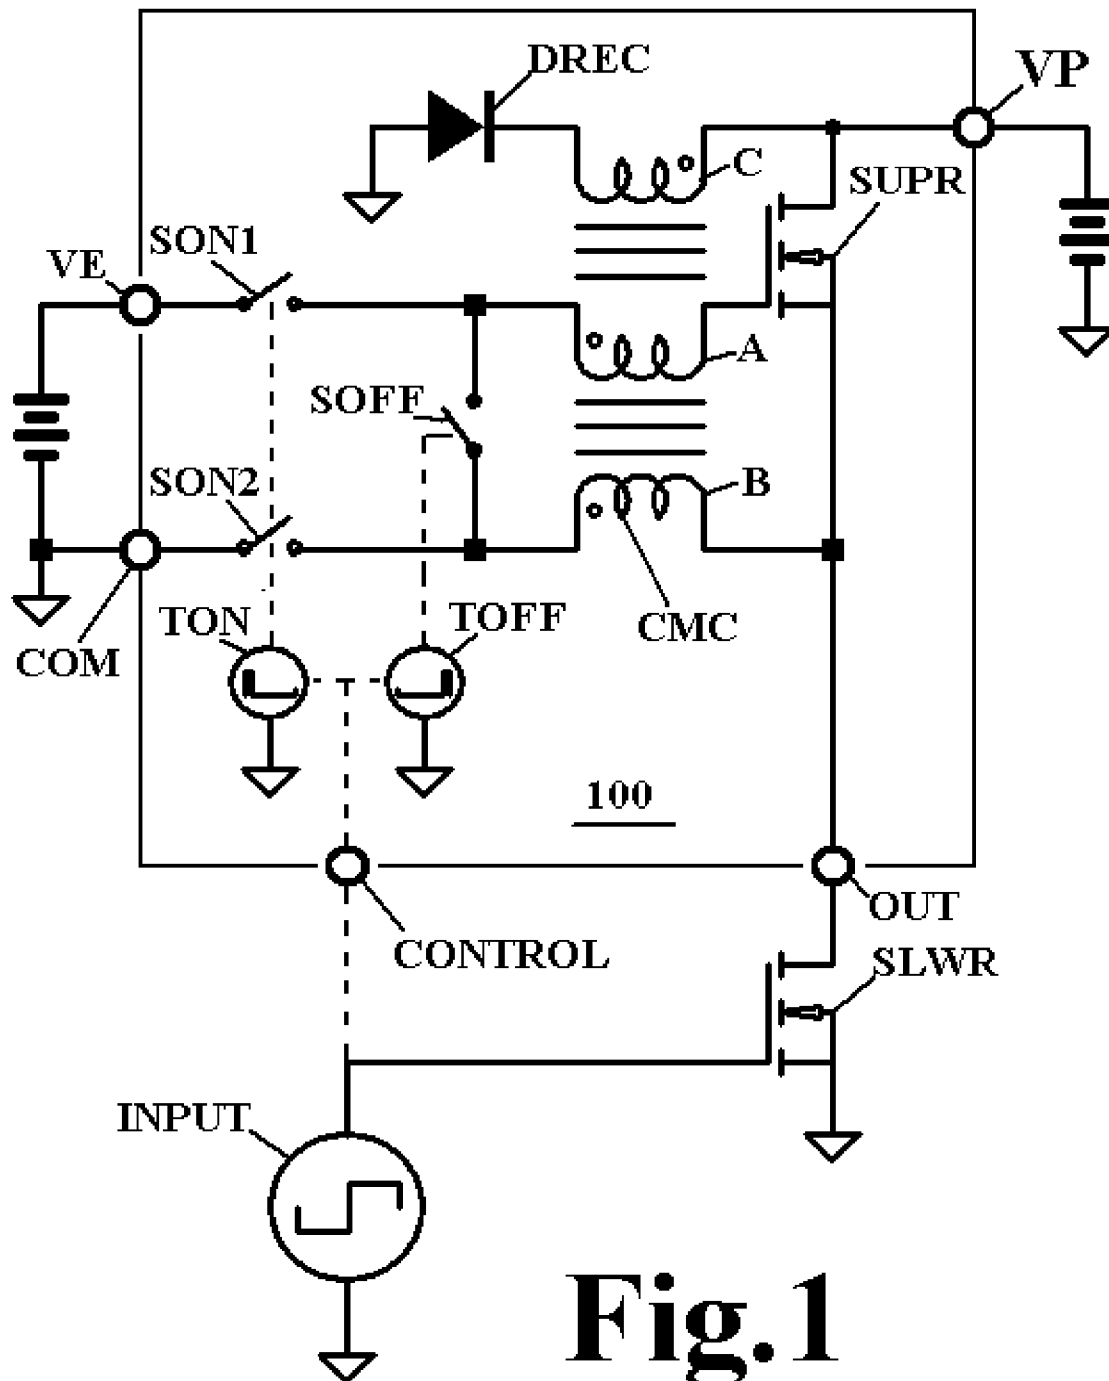 DREC
VP
C
SUPR
SON1
VE
A
SOFF
SON2
B
TON
TOFF
CMC
COM
100
OUT
CONTROL
SLWR
INPUT
Fig.1